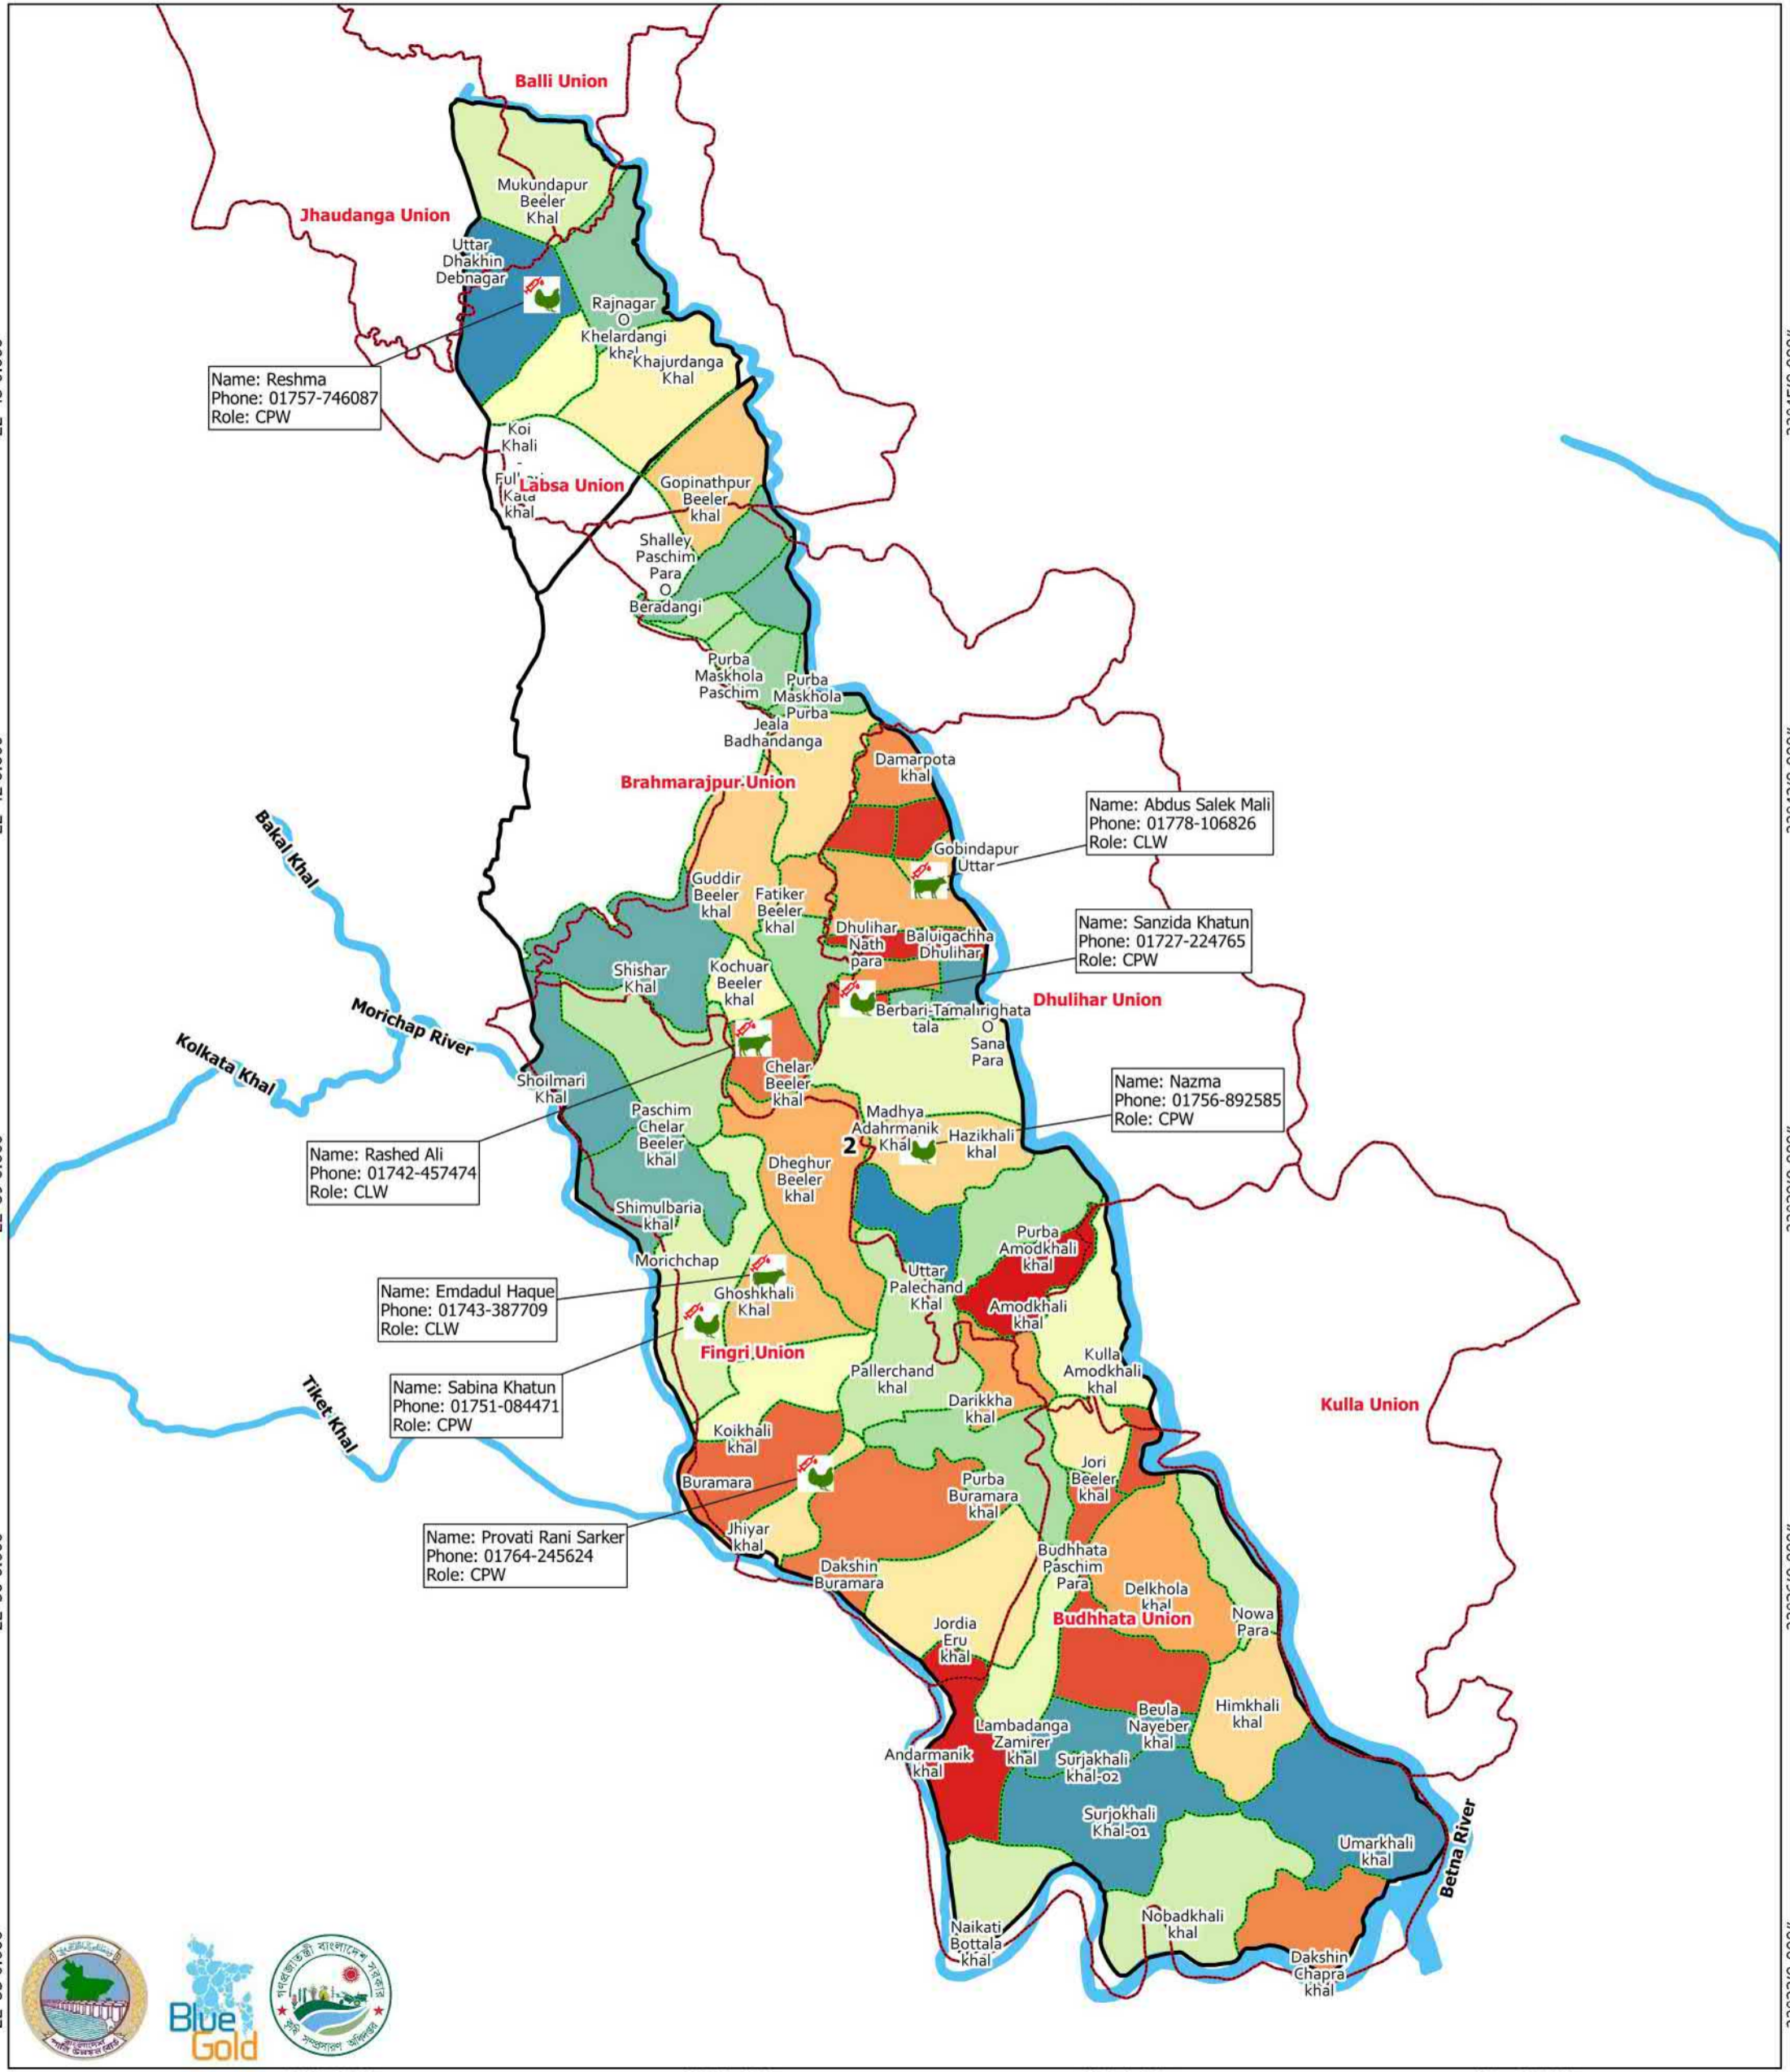 Balli Union
Mukundapur
Beeler
Khal
Jhaudanga Union
Uttar
Dhakhin
Debnagar
Rajnagar
O
Khelardangi
khal
Khajurdanga
Khal
Name: Reshma
Phone: 01757-746087
Role: CPW
Koi
Khali
-
Kata
khal
Labsa Union
Gopinathpur
Beeler
khal
Shalley
Paschim
Para
O
Beradangi
Purba
Maskhola
Paschim
Purba
Maskhola
Purba
Jeala
Badhandanga
Damarpota
khal
Brahmarajpur Union
Name: Abdus Salek Mali
Phone: 01778-106826
Role: CLW
Gobindapur
Uttar
Bakal Khal
Guddir
Beeler
khal
Fatiker
Beeler
khal
Dhulihar
Nath
para
Baluigachha
Dhulihar
Name: Sanzida Khatun
Phone: 01727-224765
Role: CPW
Shishar
Khal
Kochuar
Beeler
khal
Dhulihar Union
Berbari-Tamalirighata
tala
O
Sana
Para
Morichap River
Kolkata Khal
Shoilmari
Khal
Chelar
Beeler
khal
Name: Nazma
Phone: 01756-892585
Role: CPW
Paschim
Chelar
Beeler
khal
Madhya
Adahrmanik
Khal
2
Hazikhali
khal
Name: Rashed Ali
Phone: 01742-457474
Role: CLW
Dheghur
Beeler
khal
Shimulbaria
khal
Morichchap
Purba
Amodkhali
khal
Uttar
Palechand
Khal
Name: Emdadul Haque
Phone: 01743-387709
Role: CLW
Ghoshkhali
Khal
Amodkhali
khal
Fingri Union
Kulla
Amodkhali
khal
Pallerchand
khal
Name: Sabina Khatun
Phone: 01751-084471
Role: CPW
Darikkha
khal
Kulla Union
Tiket Khal
Koikhali
khal
Buramara
Purba
Buramara
khal
Jori
Beeler
khal
Name: Provati Rani Sarker
Phone: 01764-245624
Role: CPW
Jhiyar
khal
Dakshin
Buramara
Budhhata
Paschim
Para
Delkhola
khal
Budhhata Union
Nowa
Para
Jordia
Eru
khal
Beula
Nayeber
khal
Himkhali
khal
Lambadanga
Zamirer
khal
Andarmanik
khal
Surjakhali
khal-02
Surjokhali
Khal-01
Umarkhali
khal
Betna River
Naikati
Bottala
khal
Nobadkhali
khal
Dakshin
Chapra
khal
Blue
Gold
গণপ্রজাতন্ত্রী বাংলাদেশ সরকার
কৃষি সম্প্রসারণ অধিদপ্তর